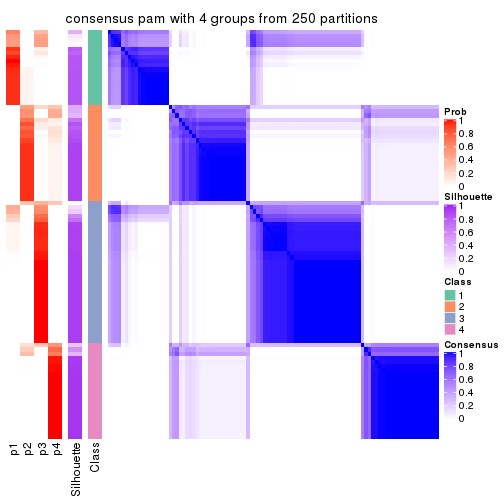 consensus pam with 4 groups from 250 partitions
Prob
1
0.8
0.6
0.4
0.2
0
Silhouette
1
0.8
0.6
0.4
0.2
0
Class
1
2
3
4
Consensus
1
0.8
0.6
0.4
0.2
0
p1
p2
p3
p4
Silhouette
Class